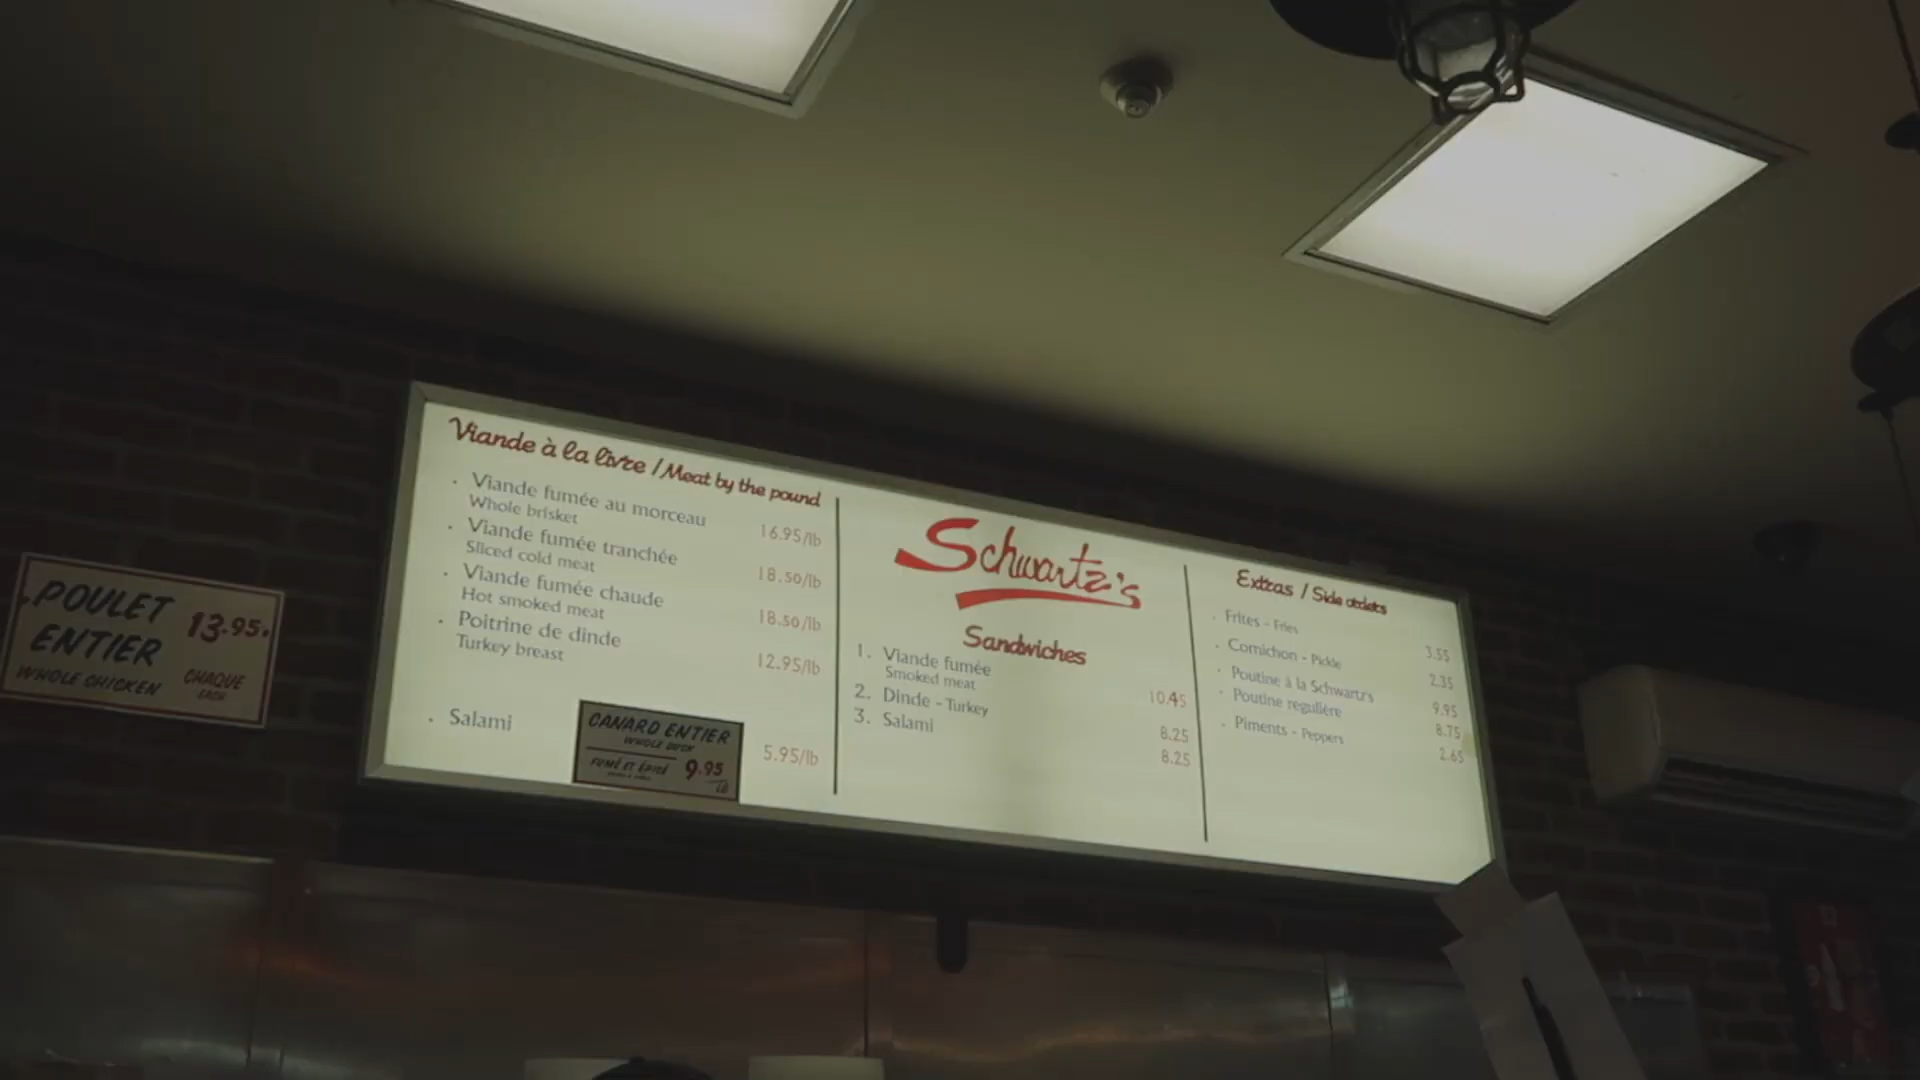 POULET
ENTIER
13.95
WHOLE CHICKEN
CHAQUE
EACH
Viande à la livre / Meat by the pound
· Viande fumée au morceau
Whole brisket 16.95/lb
· Viande fumée tranchée
Sliced cold meat 18.50/lb
· Viande fumée chaude
Hot smoked meat 18.50/lb
· Poitrine de dinde
Turkey breast 12.95/lb
· Salami 5.95/lb
CANARD ENTIER
WHOLE DUCK
FUMÉ ET ÉPICÉ 9.95
LB
Schwartz's
Sandwiches
1. Viande fumée
Smoked meat 10.45
2. Dinde - Turkey 8.25
3. Salami 8.25
Extras / Side orders
· Frites - Fries 3.55
· Cornichon - Pickle 2.35
· Poutine à la Schwartz's 9.95
· Poutine régulière 8.75
· Piments - Peppers 2.65